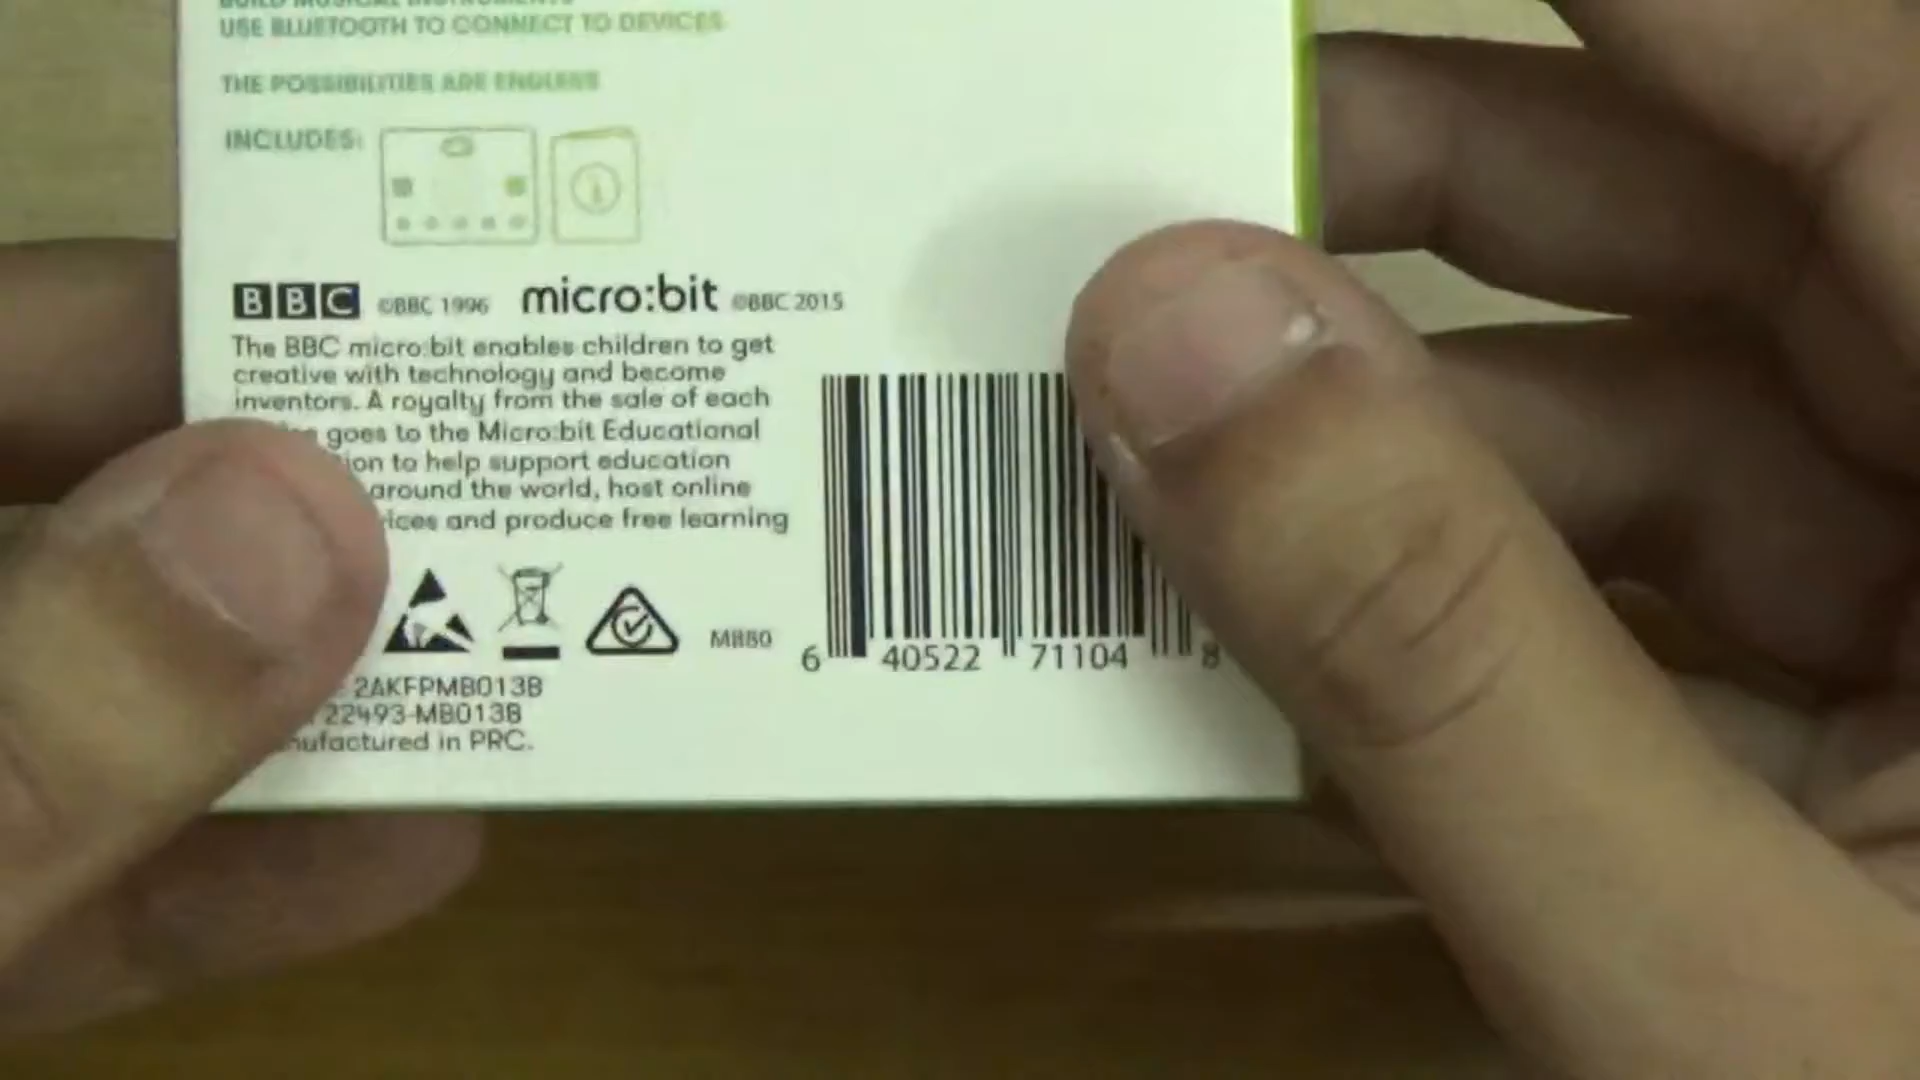 BUILD MUSICAL INSTRUMENTS
USE BLUETOOTH TO CONNECT TO DEVICES
THE POSSIBILITIES ARE ENDLESS
INCLUDES:
BBC ©BBC 1996 micro:bit ©BBC 2015
The BBC micro:bit enables children to get
creative with technology and become
inventors. A royalty from the sale of each
goes to the Micro:bit Educational
to help support education
around the world, host online
and produce free learning
MB80
6 40522 71104 8
2AKFPMB013B
22493-MB013B
in PRC.